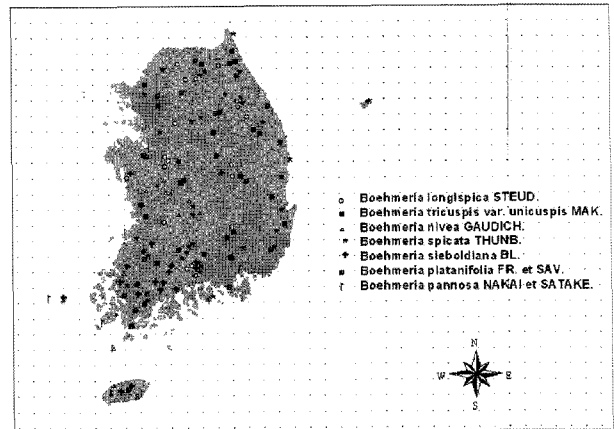 Boehmeria longispica STEUD.
Boehmeria tricuspis var. unicuspis MAK.
Boehmeria nivea GAUDICH.
Boehmeria spicata THUNB.
Boehmeria sieboldiana BL.
Boehmeria platanifolia FR. et SAV.
Boehmeria pannosa NAKAI et SATAKE.
N
W E
S